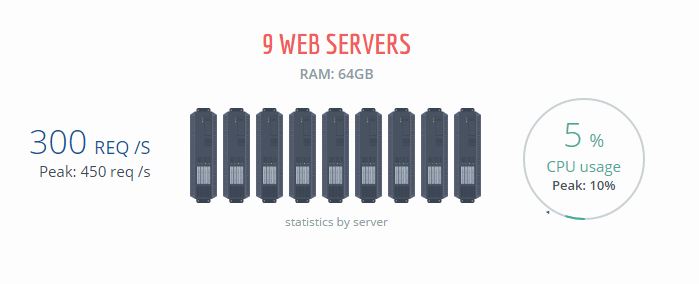 9 WEB SERVERS
RAM: 64GB
300 REQ /S
Peak: 450 req /s
5 %
CPU usage
Peak: 10%
statistics by server